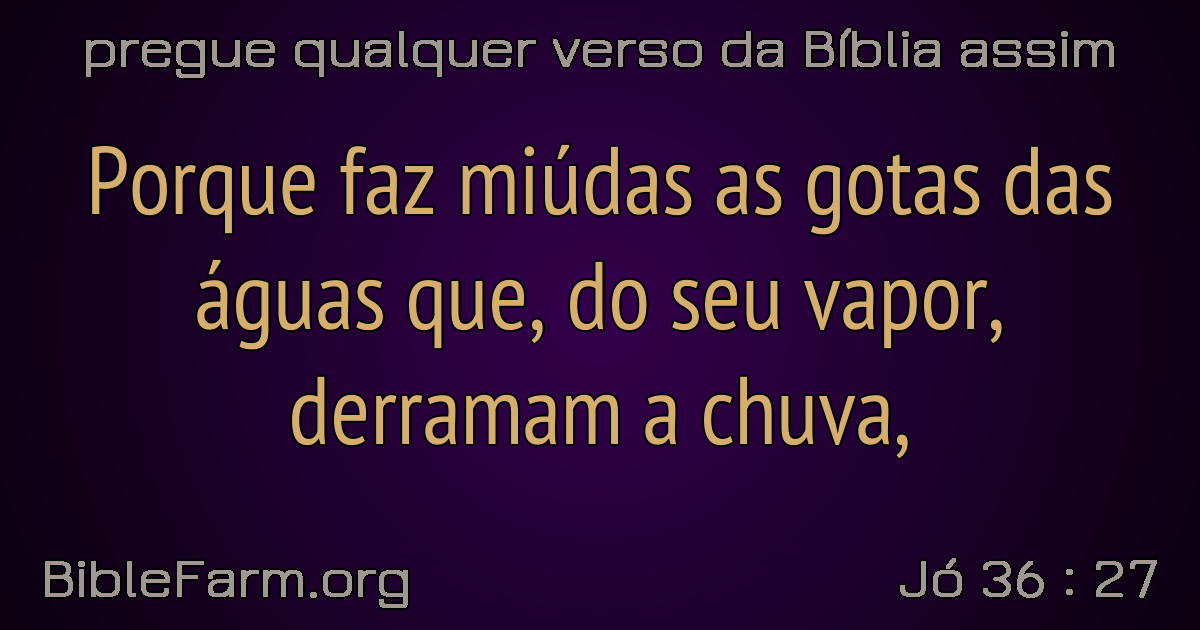 pregue qualquer verso da Bíblia assim
Porque faz miúdas as gotas das
águas que, do seu vapor,
derramam a chuva,
BibleFarm.org
Jó 36 : 27